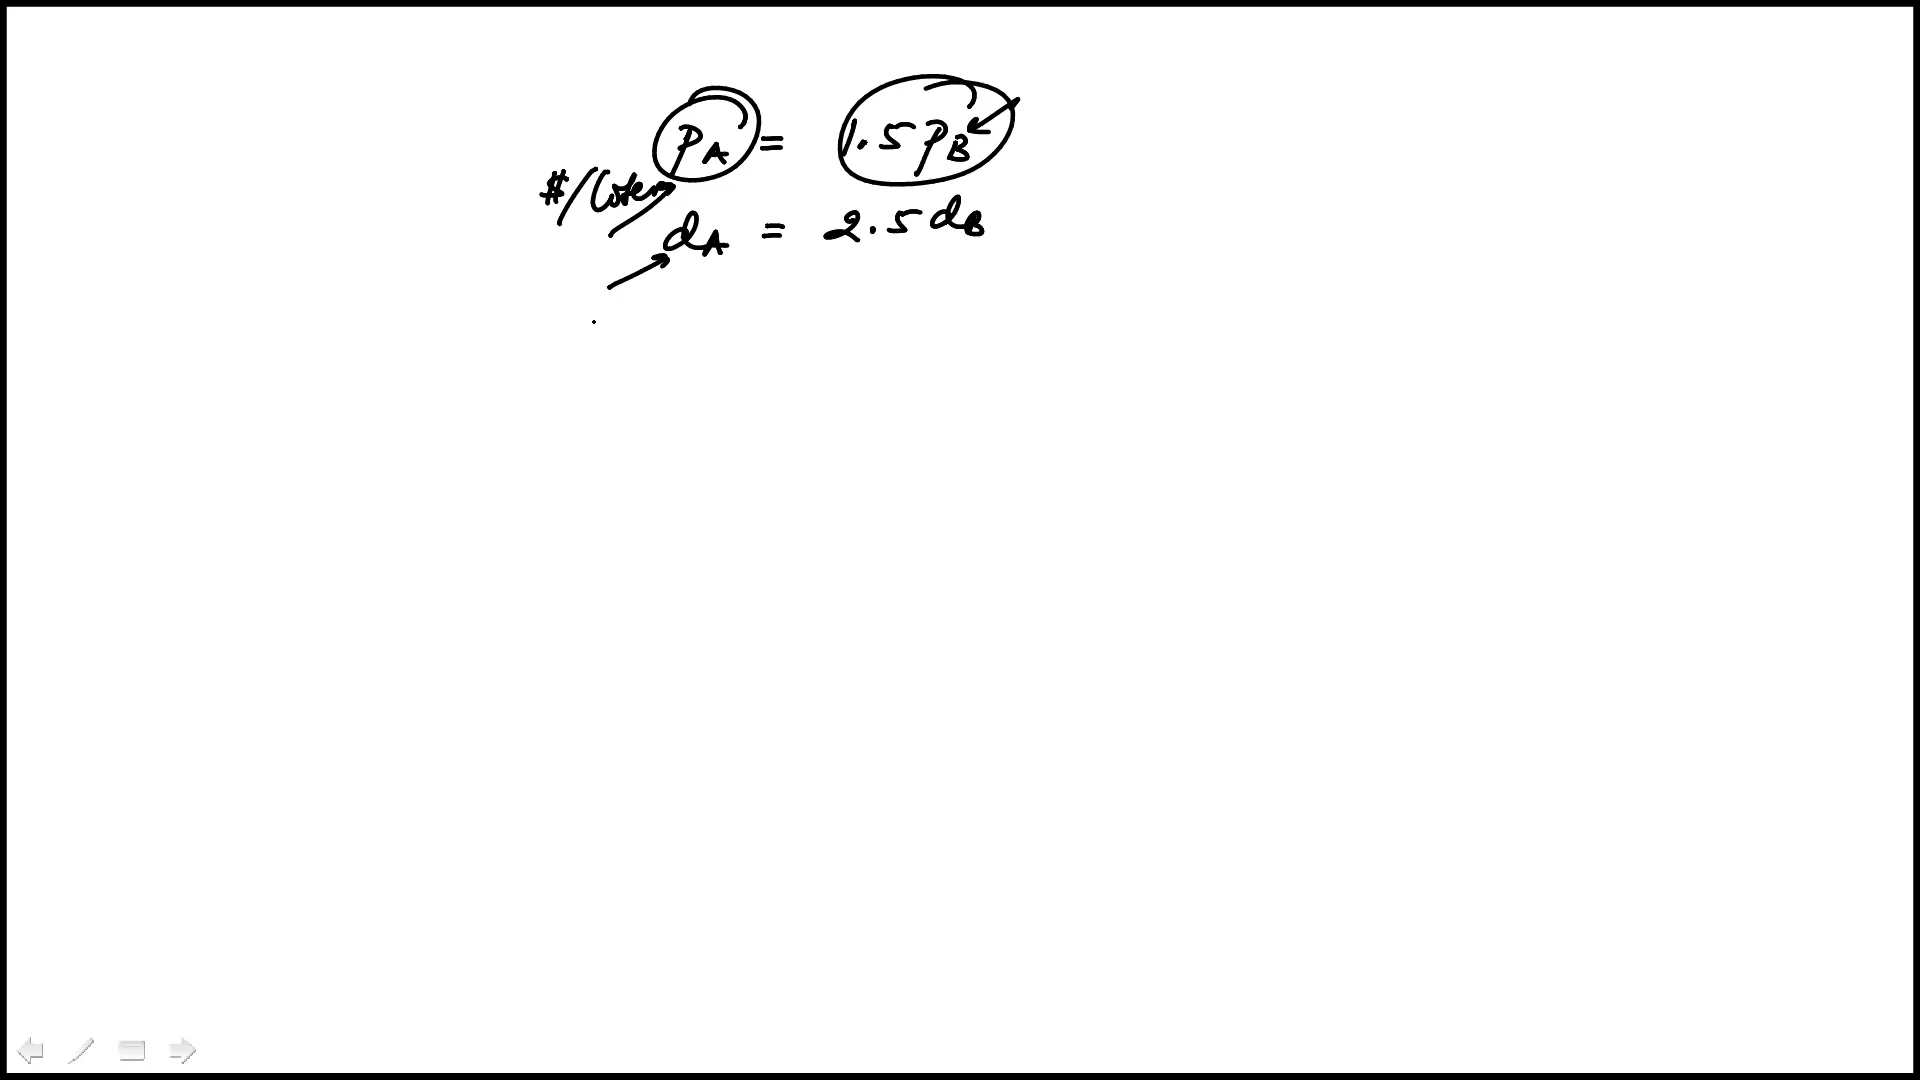 pA = 1.5 pB
#/Liter
dA = 2.5 dB